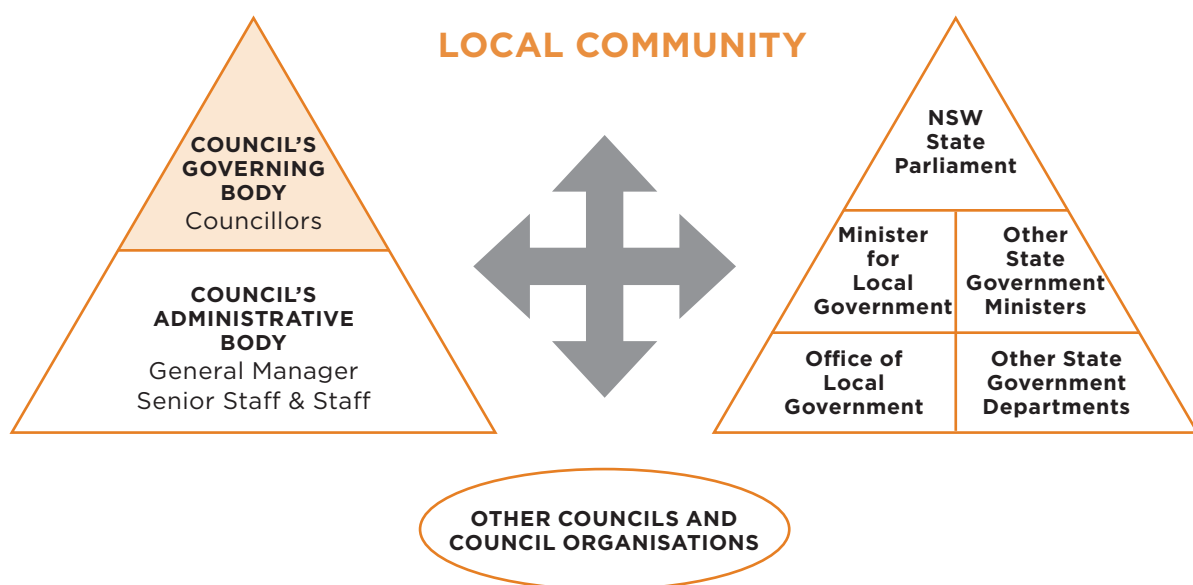 LOCAL COMMUNITY
COUNCIL’S
GOVERNING
BODY
Councillors
COUNCIL’S
ADMINISTRATIVE
BODY
General Manager
Senior Staff & Staff
NSW
State
Parliament
Minister
for
Local
Government
Other
State
Government
Ministers
Office of
Local
Government
Other State
Government
Departments
OTHER COUNCILS AND
COUNCIL ORGANISATIONS